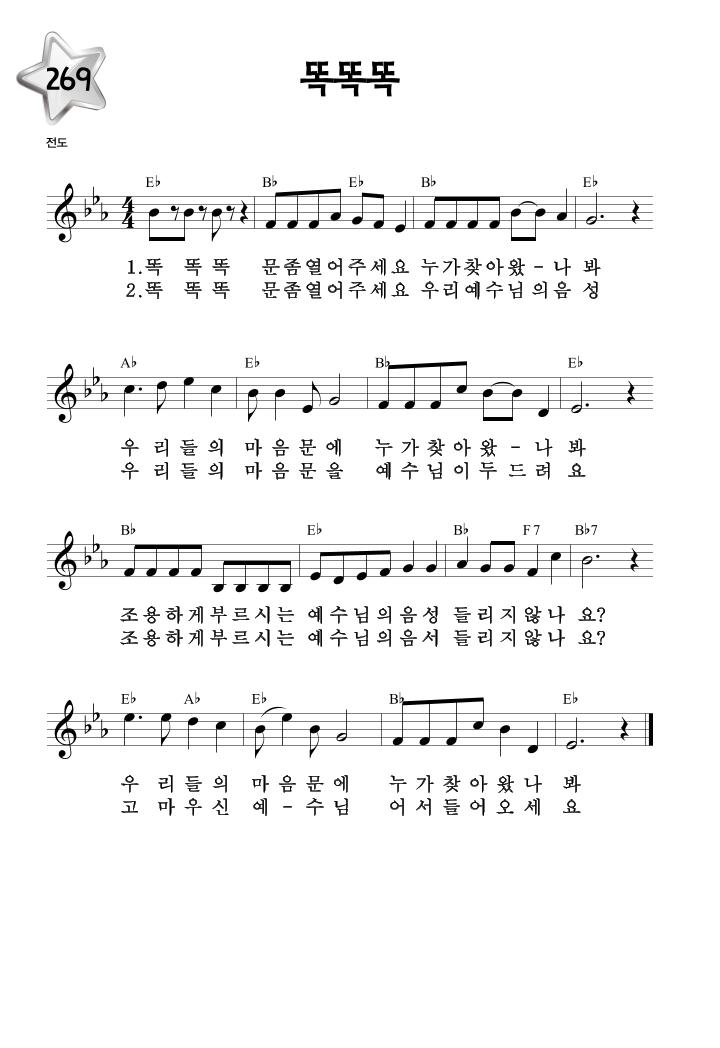 269
똑똑똑
전도
E♭ B♭ E♭ B♭ E♭
4/4
1.똑 똑 똑 문좀열어주세요 누가찾아왔 - 나 봐
2.똑 똑 똑 문좀열어주세요 우리예수님의음 성
A♭ E♭ B♭ E♭
우 리 들 의 마 음 문 에 누 가 찾 아 왔 - 나 봐
우 리 들 의 마 음 문 을 예 수 님 이 두 드 려 요
B♭ E♭ B♭ F7 B♭7
조용하게부르시는 예수님의음성 들리지않나 요?
조용하게부르시는 예수님의음서 들리지않나 요?
E♭ A♭ E♭ B♭ E♭
우 리 들 의 마 음 문 에 누 가 찾 아 왔 나 봐
고 마 우 신 예 - 수 님 어 서 들 어 오 세 요